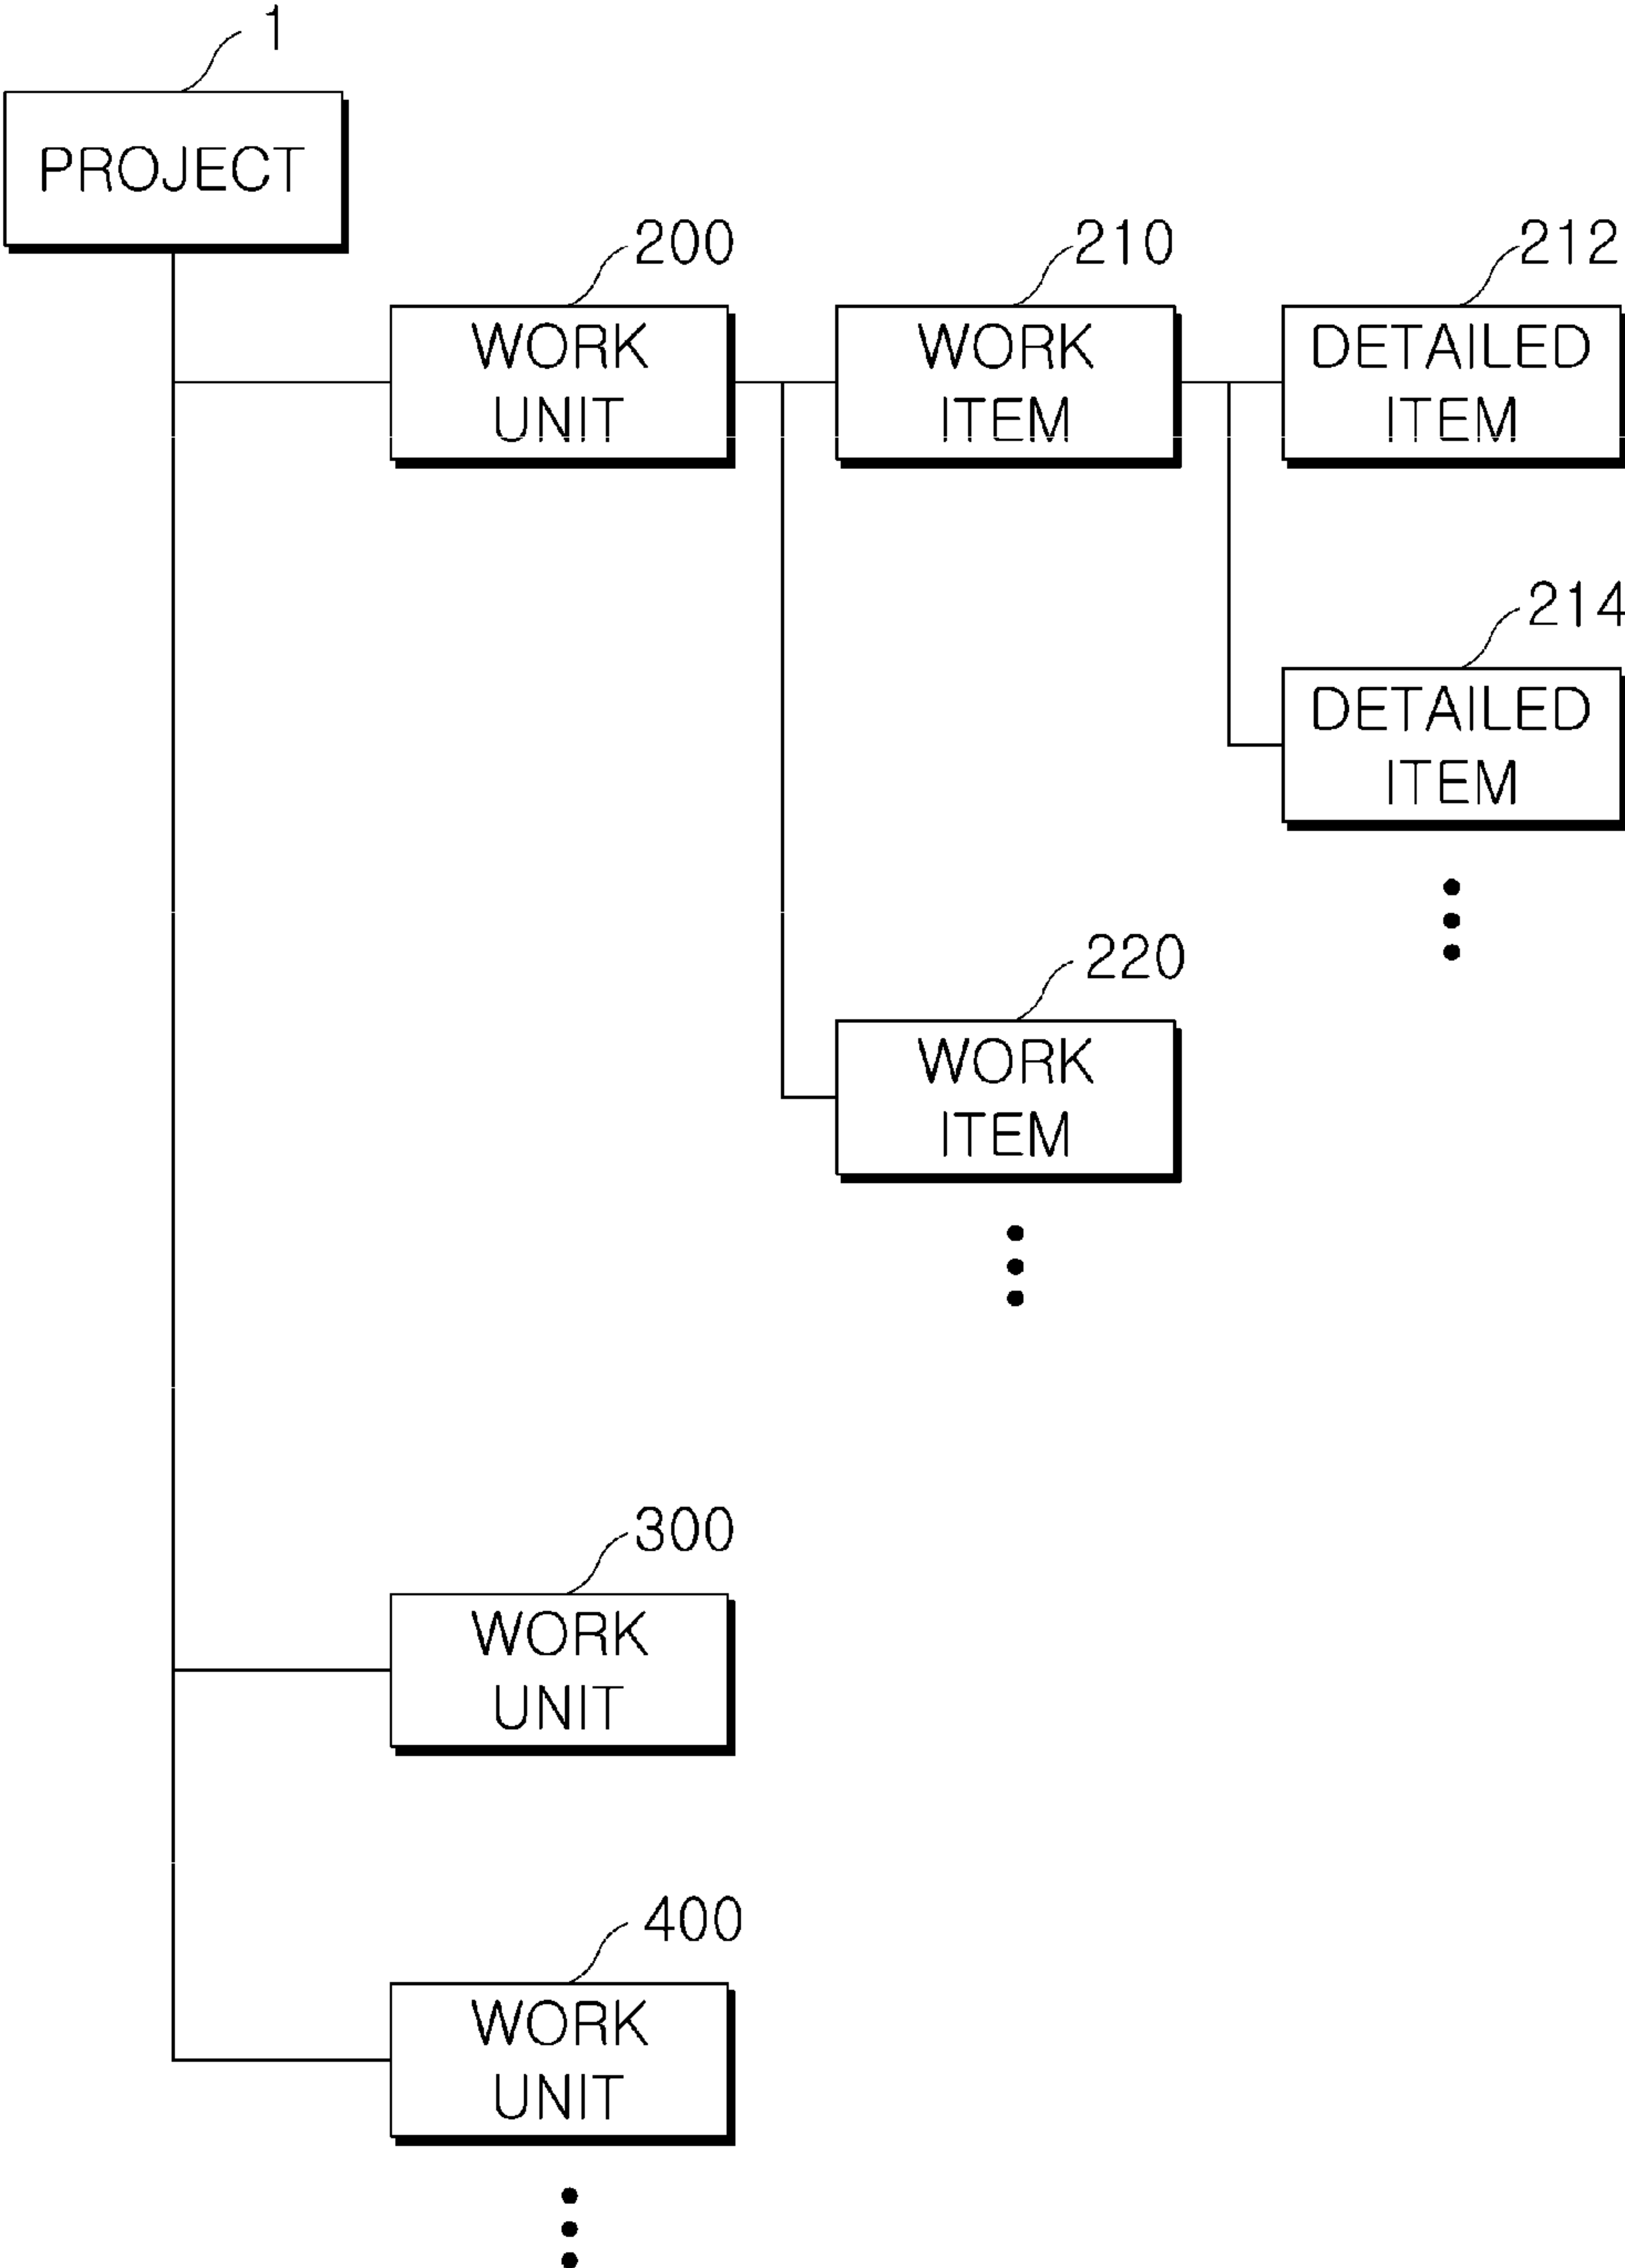 1
PROJECT
200
210
212
WORK
UNIT
WORK
ITEM
DETAILED
ITEM
214
DETAILED
ITEM
220
WORK
ITEM
300
WORK
UNIT
400
WORK
UNIT